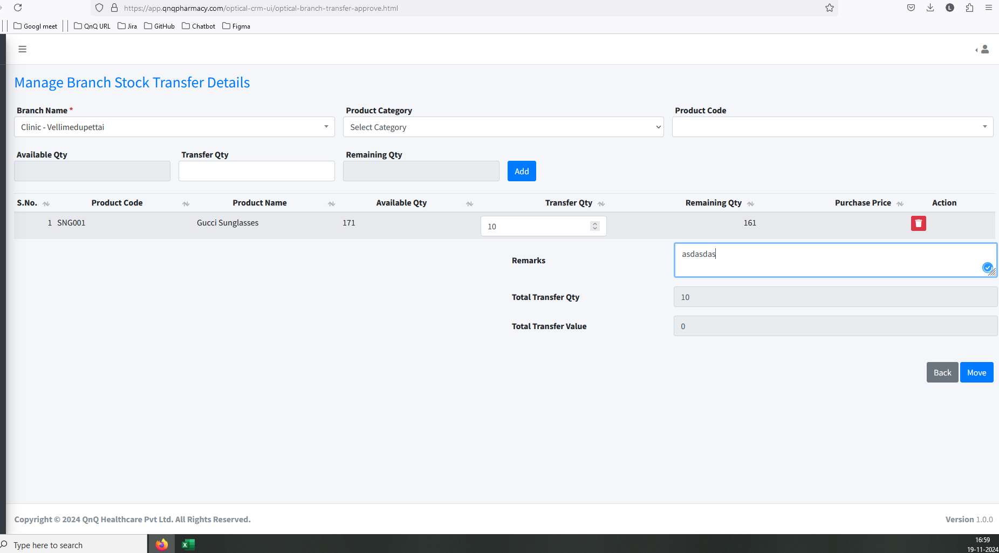 https://app.qnqpharmacy.com/optical-crm-ui/optical-branch-transfer-approve.html
L
Googl meet QnQ URL Jira GitHub Chatbot Figma
Manage Branch Stock Transfer Details
Branch Name * Product Category Product Code
Clinic - Vellimedupettai Select Category
Available Qty Transfer Qty Remaining Qty
Add
S.No. Product Code Product Name Available Qty Transfer Qty Remaining Qty Purchase Price Action
1 SNG001 Gucci Sunglasses 171 10 161
Remarks asdasdas
Total Transfer Qty 10
Total Transfer Value 0
Back Move
Copyright © 2024 QnQ Healthcare Pvt Ltd. All Rights Reserved. Version 1.0.0
Type here to search X 16:59
19-11-2024